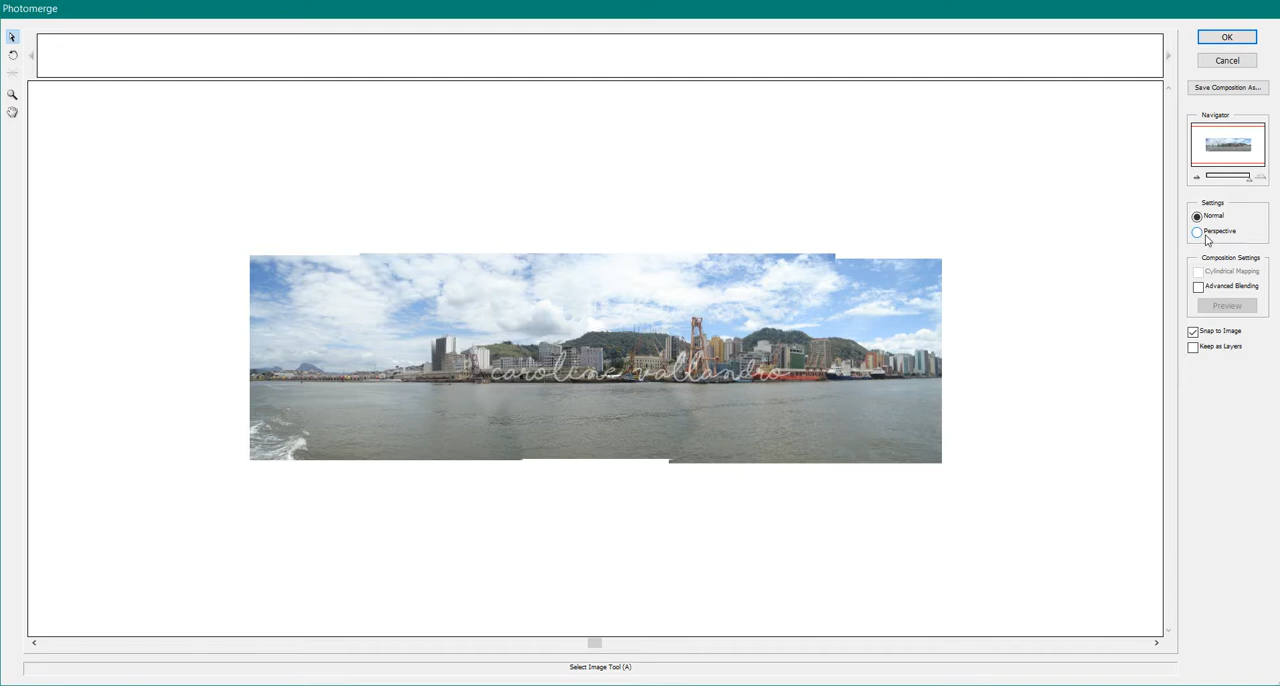 Photomerge
OK
Cancel
Save Composition As...
Navigator
Settings
Normal
Perspective
Composition Settings
Cylindrical Mapping
Advanced Blending
Preview
Snap to Image
Keep as Layers
caroline vallandro
Select Image Tool (A)